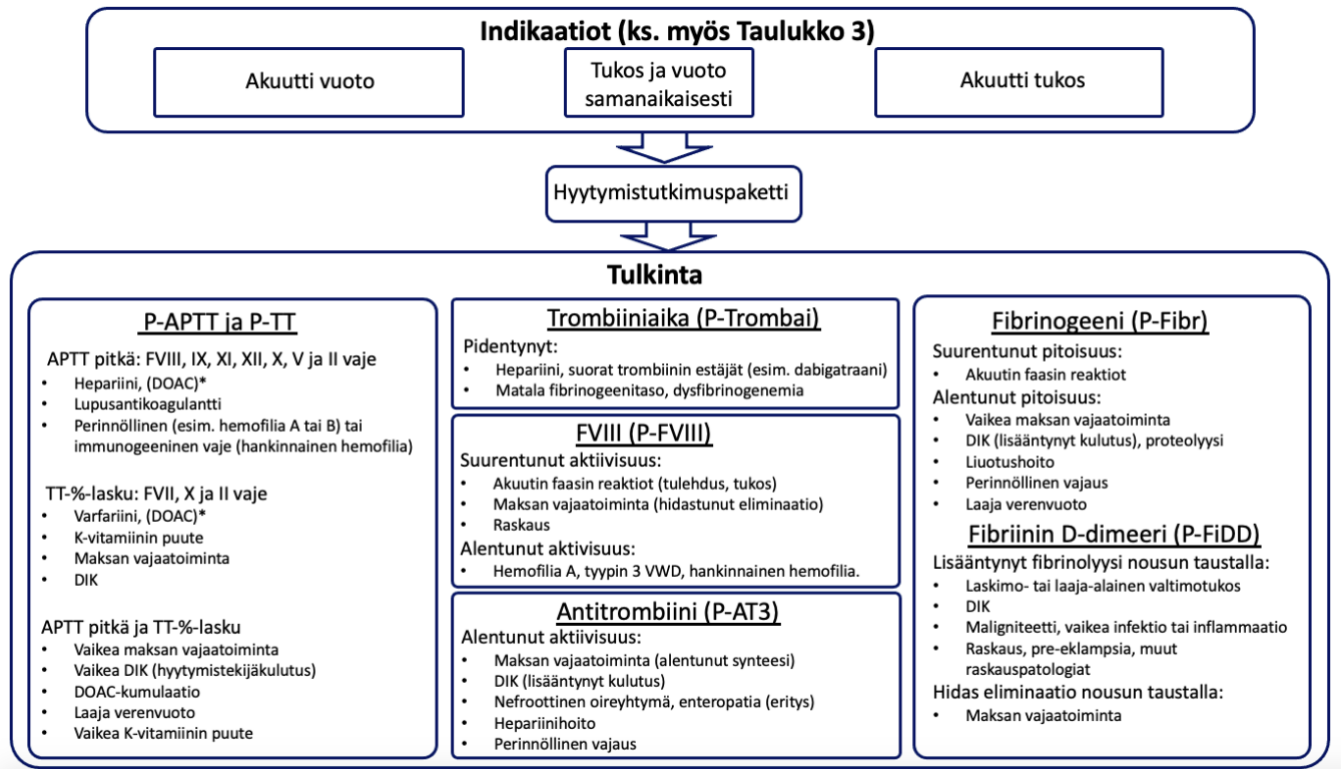 Indikaatiot (ks. myös Taulukko 3)
Akuutti vuoto
Tukos ja vuoto
samanaikaisesti
Akuutti tukos
Hyytymistutkimuspaketti
Tulkinta
P-APTT ja P-TT
APTT pitkä: FVIII, IX, XI, XII, X, V ja II vaje
• Hepariini, (DOAC)*
• Lupusantikoagulantti
• Perinnöllinen (esim. hemofilia A tai B) tai
immunogeeninen vaje (hankinnainen hemofilia)
TT-%-lasku: FVII, X ja II vaje
• Varfariini, (DOAC)*
• K-vitamiinin puute
• Maksan vajaatoiminta
• DIK
APTT pitkä ja TT-%-lasku
• Vaikea maksan vajaatoiminta
• Vaikea DIK (hyytymistekijäkulutus)
• DOAC-kumulaatio
• Laaja verenvuoto
• Vaikea K-vitamiinin puute
Trombiiniaika (P-Trombai)
Pidentynyt:
• Hepariini, suorat trombiinin estäjät (esim. dabigatraani)
• Matala fibrinogeenitaso, dysfibrinogenemia
FVIII (P-FVIII)
Suurentunut aktiivisuus:
• Akuutin faasin reaktiot (tulehdus, tukos)
• Maksan vajaatoiminta (hidastunut eliminaatio)
• Raskaus
Alentunut aktivisuus:
• Hemofilia A, tyypin 3 VWD, hankinnainen hemofilia.
Antitrombiini (P-AT3)
Alentunut aktiivisuus:
• Maksan vajaatoiminta (alentunut synteesi)
• DIK (lisääntynyt kulutus)
• Nefroottinen oireyhtymä, enteropatia (eritys)
• Hepariinihoito
• Perinnöllinen vajaus
Fibrinogeeni (P-Fibr)
Suurentunut pitoisuus:
• Akuutin faasin reaktiot
Alentunut pitoisuus:
• Vaikea maksan vajaatoiminta
• DIK (lisääntynyt kulutus), proteolyysi
• Liuotushoito
• Perinnöllinen vajaus
• Laaja verenvuoto
Fibriinin D-dimeeri (P-FiDD)
Lisääntynyt fibrinolyysi nousun taustalla:
• Laskimo- tai laaja-alainen valtimotukos
• DIK
• Maligniteetti, vaikea infektio tai inflammaatio
• Raskaus, pre-eklampsia, muut
raskauspatologiat
Hidas eliminaatio nousun taustalla:
• Maksan vajaatoiminta